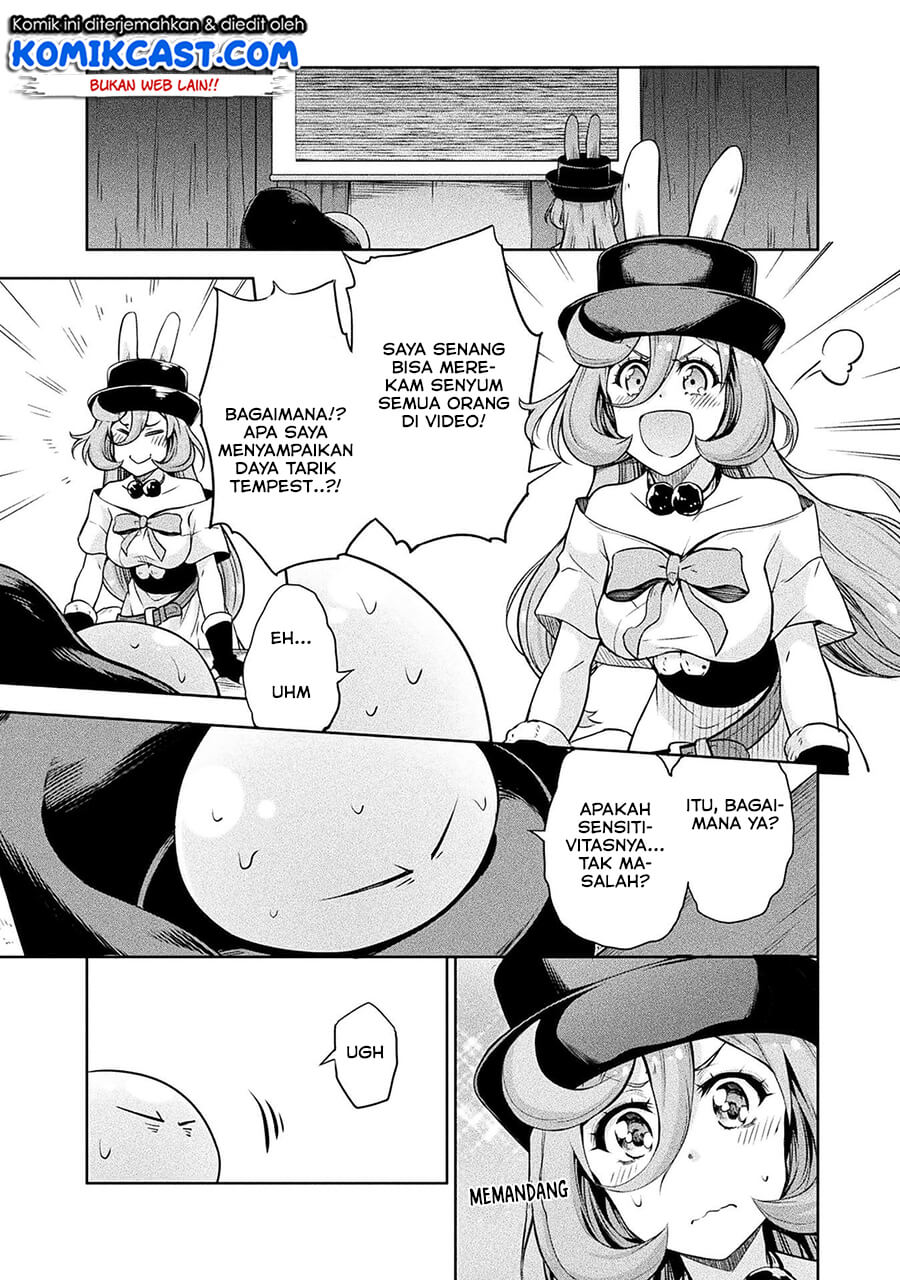 Komik ini diterjemahkan & diedit oleh
KOMIKCAST.COM
BUKAN WEB LAIN!!
SAYA SENANG
BISA MERE-
KAM SENYUM
SEMUA ORANG
DI VIDEO!
BAGAIMANA!?
APA SAYA
MENYAMPAIKAN
DAYA TARIK
TEMPEST..?!
EH...
UHM
ITU, BAGAI-
MANA YA?
APAKAH
SENSITI-
VITASNYA...
TAK MA-
SALAH?
MEMANDANG
UGH